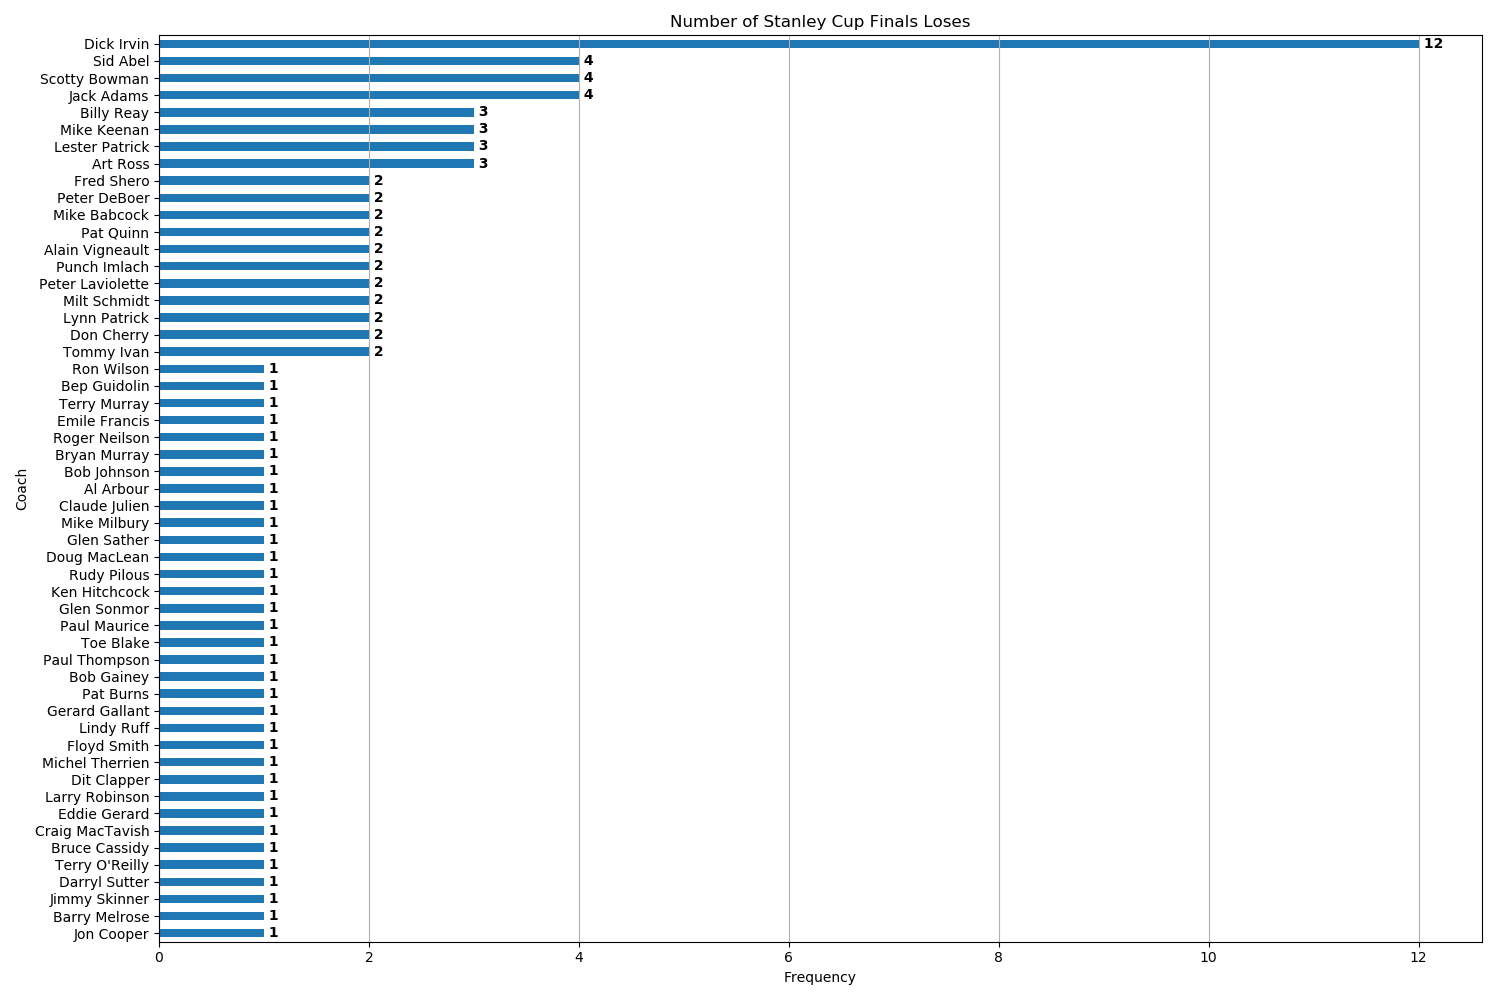 Number of Stanley Cup Finals Loses
Dick Irvin 12
Sid Abel 4
Scotty Bowman 4
Jack Adams 4
Billy Reay 3
Mike Keenan 3
Lester Patrick 3
Art Ross 3
Fred Shero 2
Peter DeBoer 2
Mike Babcock 2
Pat Quinn 2
Alain Vigneault 2
Punch Imlach 2
Peter Laviolette 2
Milt Schmidt 2
Lynn Patrick 2
Don Cherry 2
Tommy Ivan 2
Ron Wilson 1
Bep Guidolin 1
Terry Murray 1
Emile Francis 1
Roger Neilson 1
Bryan Murray 1
Bob Johnson 1
Al Arbour 1
Claude Julien 1
Mike Milbury 1
Glen Sather 1
Doug MacLean 1
Rudy Pilous 1
Ken Hitchcock 1
Glen Sonmor 1
Paul Maurice 1
Toe Blake 1
Paul Thompson 1
Bob Gainey 1
Pat Burns 1
Gerard Gallant 1
Lindy Ruff 1
Floyd Smith 1
Michel Therrien 1
Dit Clapper 1
Larry Robinson 1
Eddie Gerard 1
Craig MacTavish 1
Bruce Cassidy 1
Terry O'Reilly 1
Darryl Sutter 1
Jimmy Skinner 1
Barry Melrose 1
Jon Cooper 1
Coach
0 2 4 6 8 10 12
Frequency